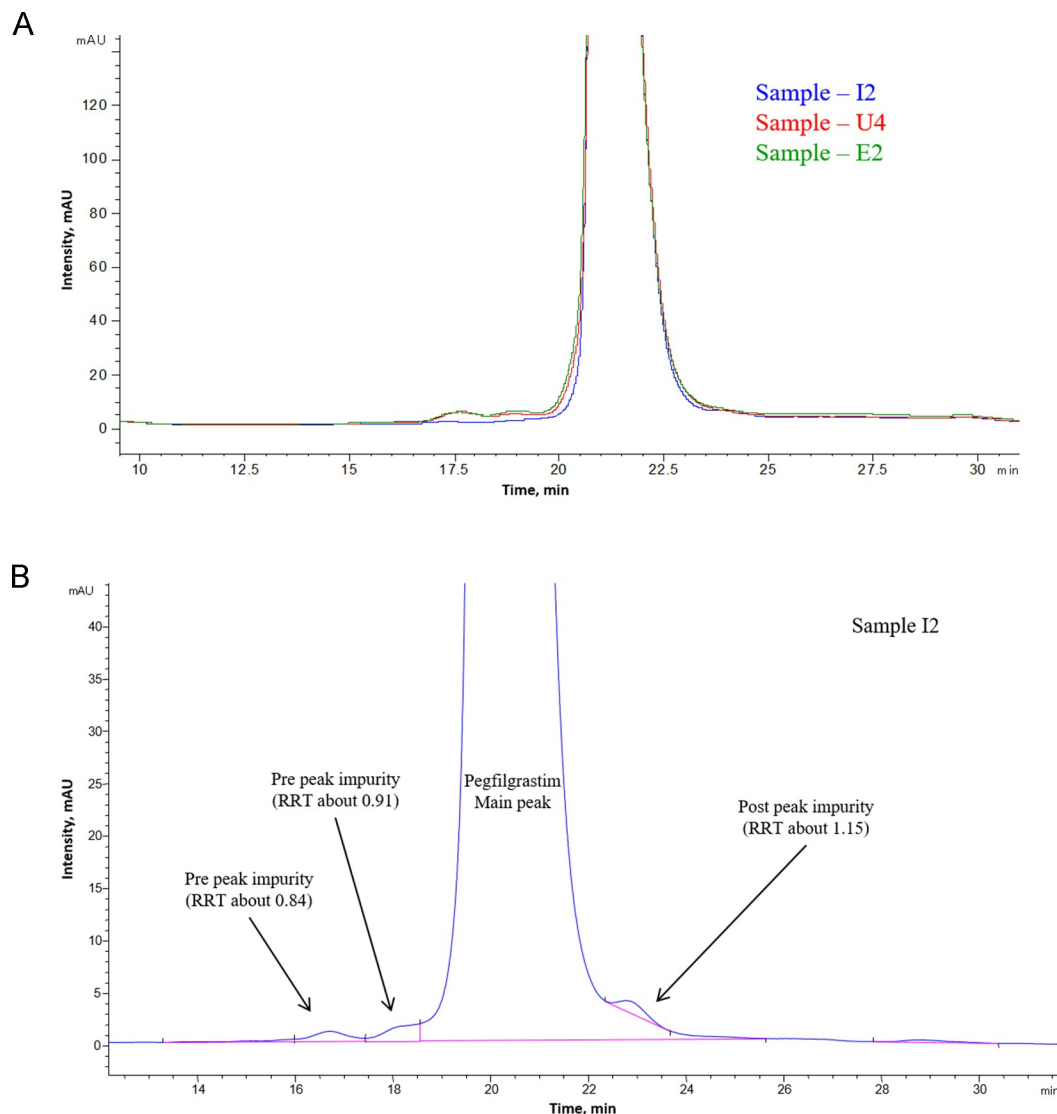 A
mAU
120
100
80
60
40
20
0
Intensity, mAU
Sample – I2
Sample – U4
Sample – E2
10 12.5 15 17.5 20 22.5 25 27.5 30 min
Time, min
B
mAU
40
35
30
25
20
15
10
5
0
Intensity, mAU
Sample I2
Pre peak impurity
(RRT about 0.91)
Pegfilgrastim
Main peak
Post peak impurity
(RRT about 1.15)
Pre peak impurity
(RRT about 0.84)
14 16 18 20 22 24 26 28 30 min
Time, min